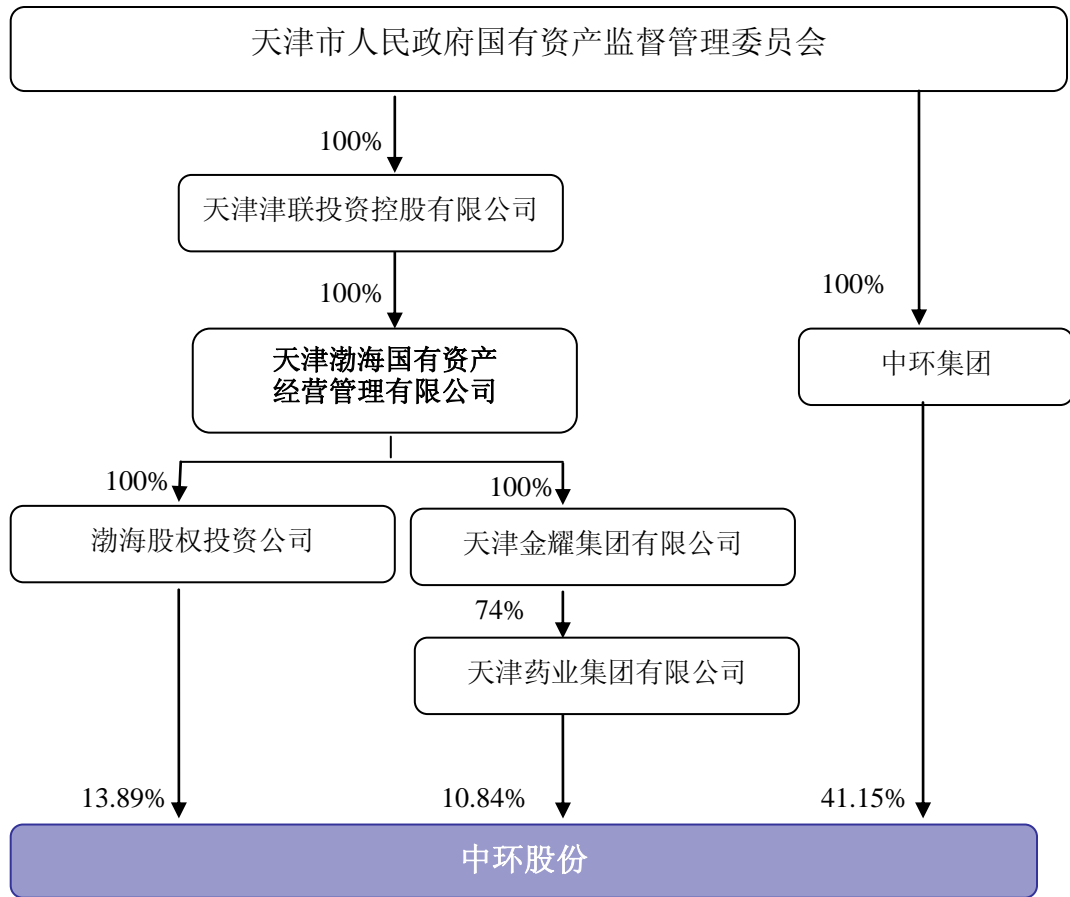 天津市人民政府国有资产监督管理委员会
100%
天津津联投资控股有限公司
100%
100%
天津渤海国有资产
经营管理有限公司
中环集团
100%
100%
渤海股权投资公司
天津金耀集团有限公司
74%
天津药业集团有限公司
13.89%
10.84%
41.15%
中环股份